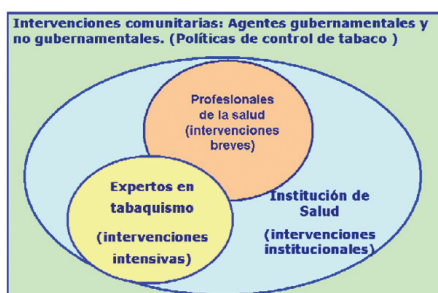 Intervenciones comunitarias: Agentes gubernamentales y
no gubernamentales. (Políticas de control de tabaco )
Profesionales
de la salud
(intervenciones
breves)
Expertos en
tabaquismo
(intervenciones
intensivas)
Institución de
Salud
(intervenciones
institucionales)